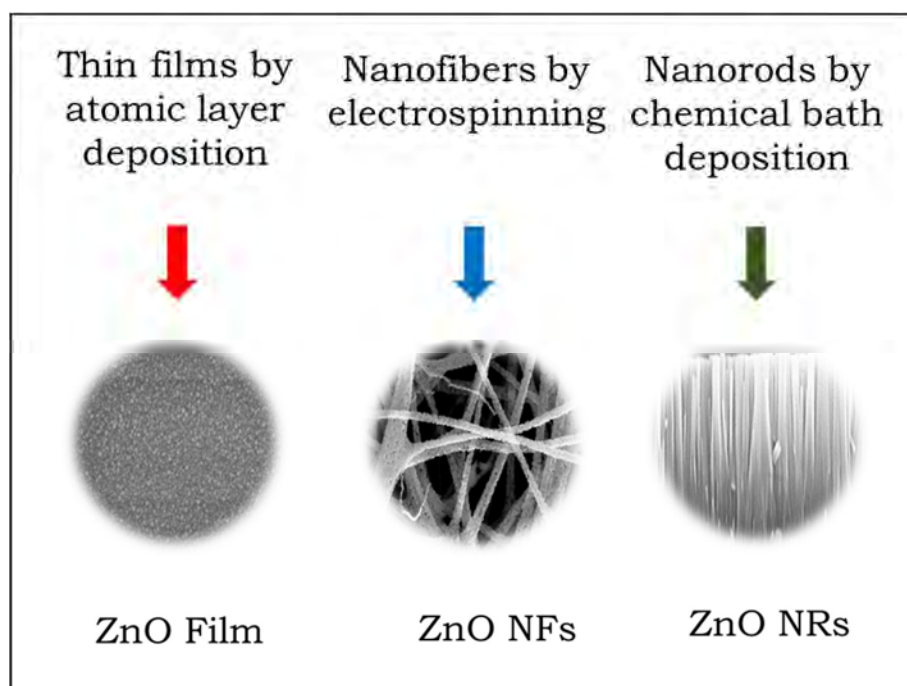 Thin films by
atomic layer
deposition
Nanofibers by
electrospinning
Nanorods by
chemical bath
deposition
ZnO Film
ZnO NFs
ZnO NRs